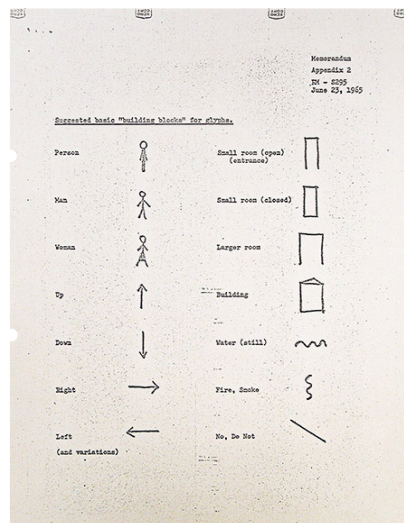 Memorandum
Appendix 2
EM - 8295
June 23, 1965
Suggested basic "building blocks" for glyphs.
Person
Small room (open)
(entrance)
Man
Small room (closed)
Woman
Larger room
Up
Building
Down
Water (still)
Right
Fire, Smoke
Left
No, Do Not
(and variations)